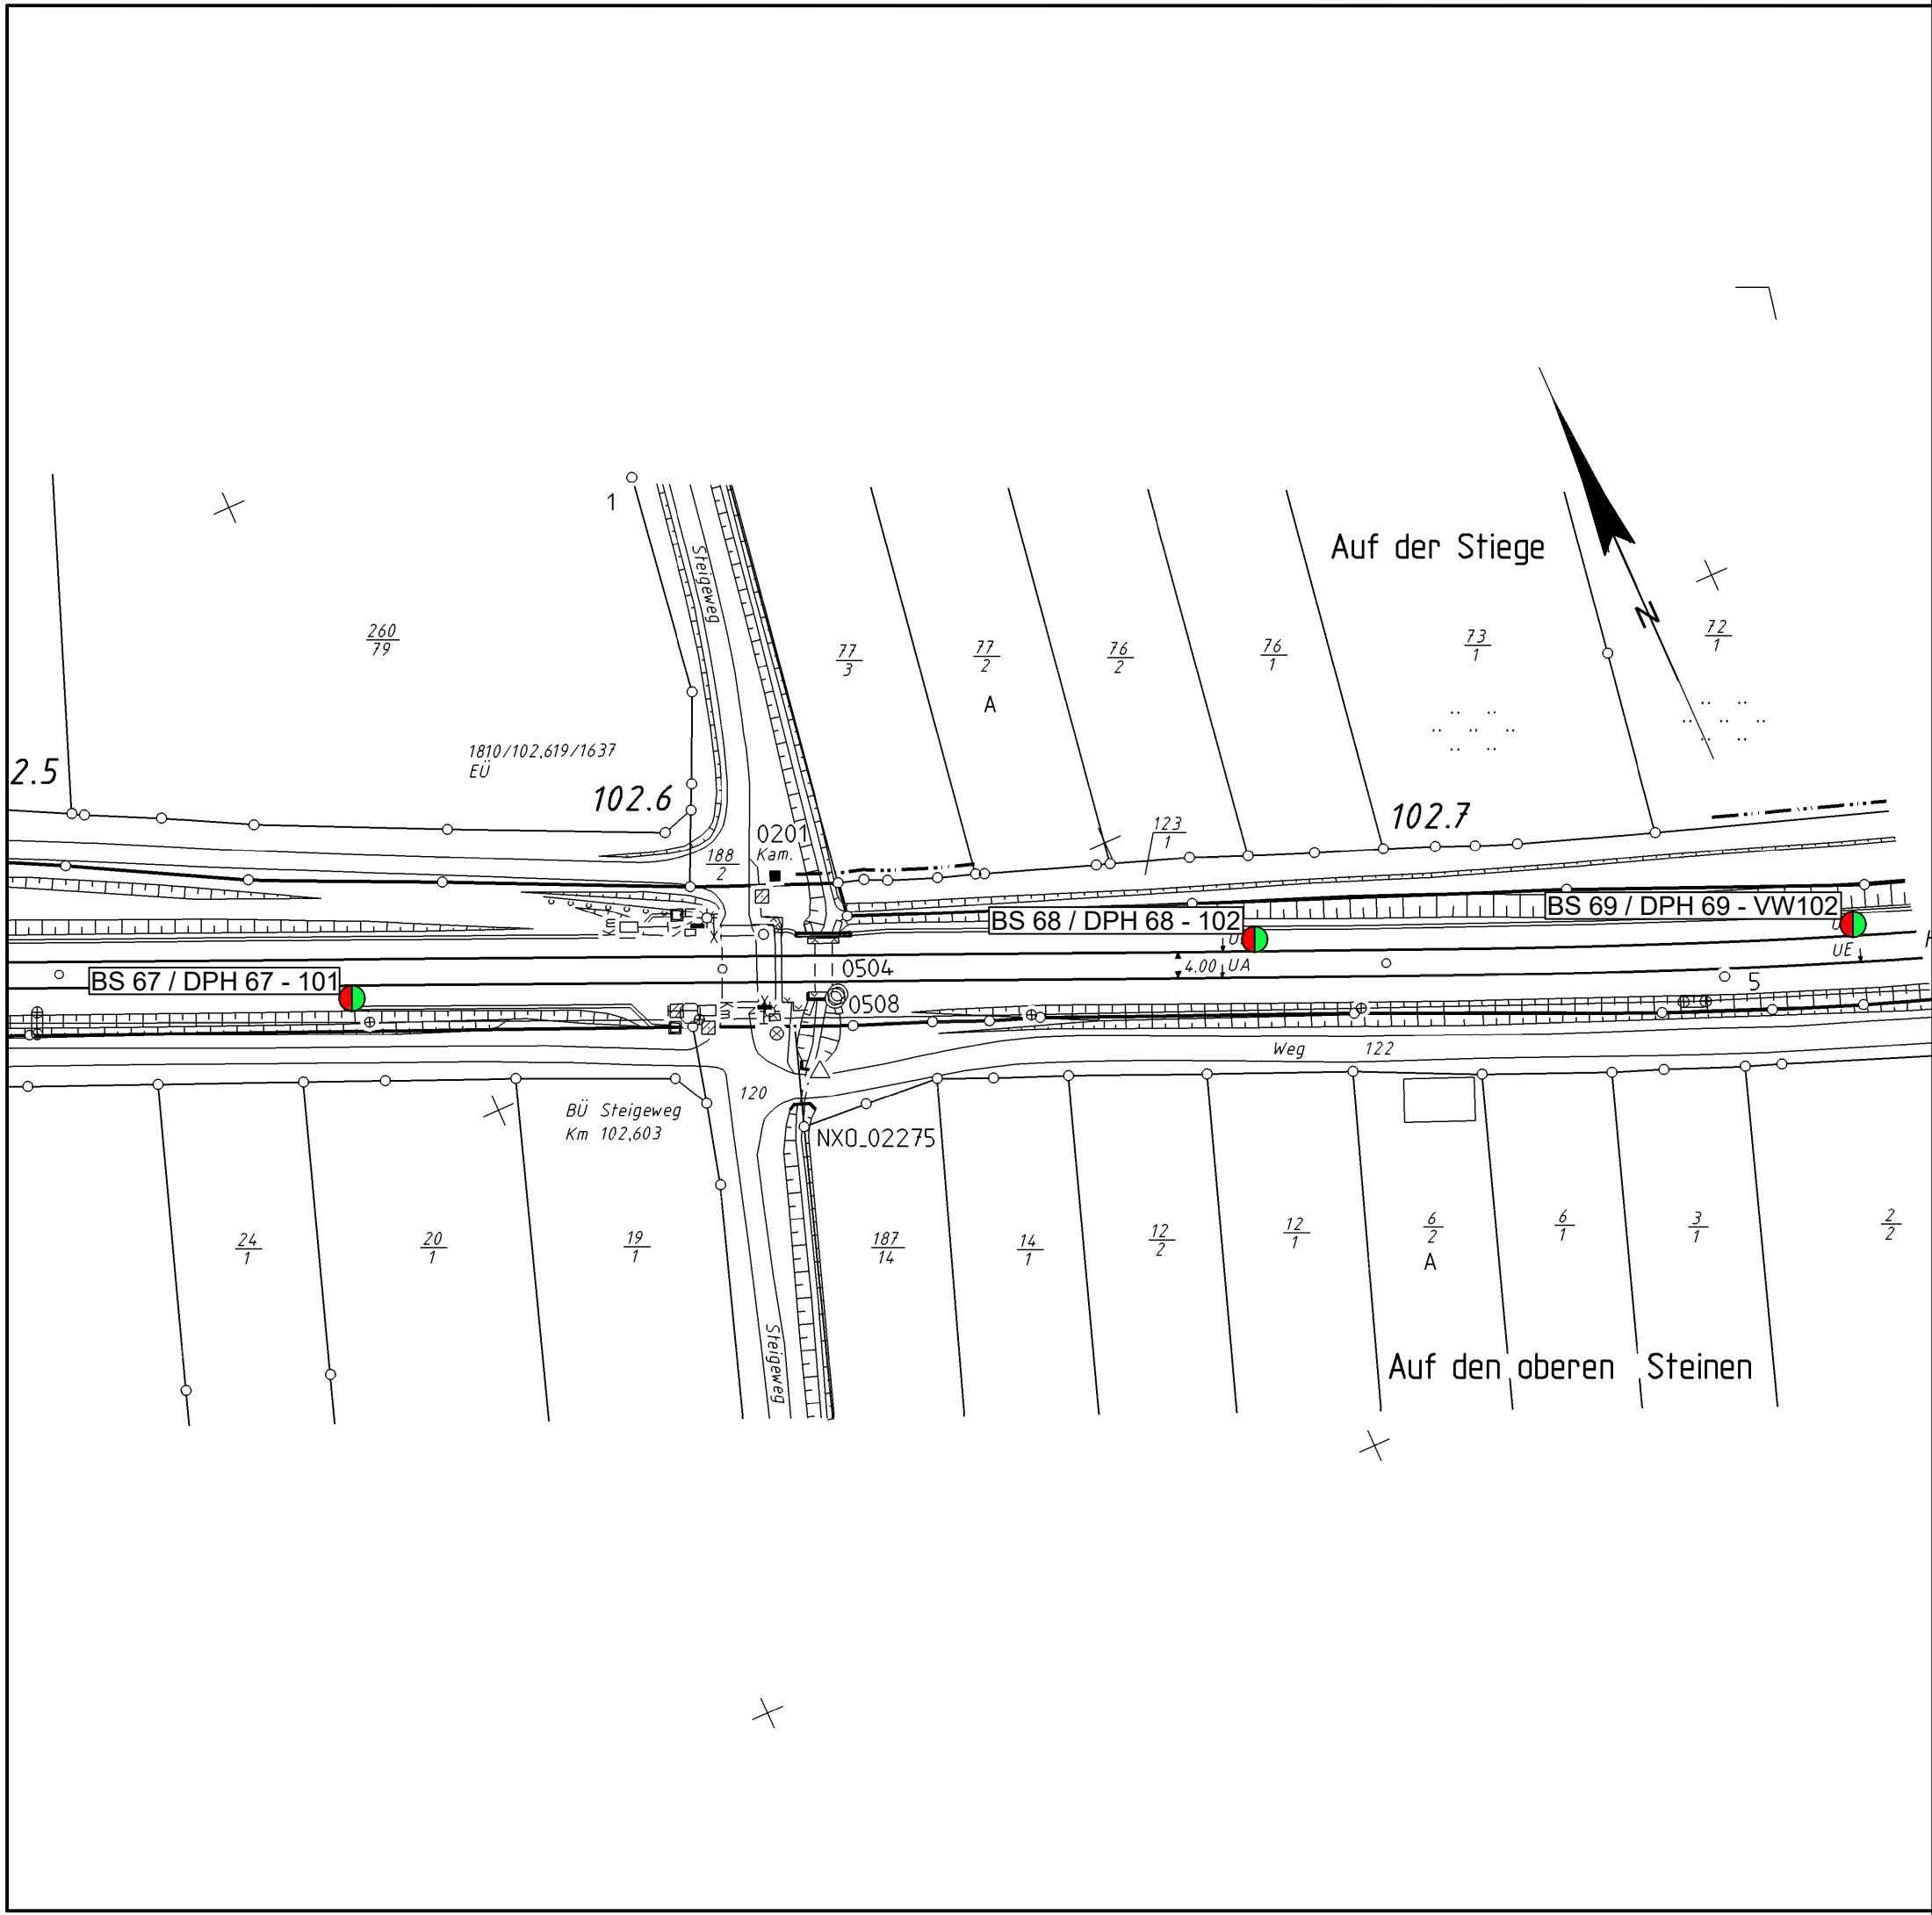 1
Steigeweg
Auf der Stiege
N
260
79
77
3
77
2
A
76
2
76
1
73
1
72
1
1810/102,619/1637
EÜ
2.5
102.6
102.7
0201
Kam.
188
2
123
1
BS 68 / DPH 68 - 102
BS 69 / DPH 69 - VW102
Km
UE
4.00
UA
0504
BS 67 / DPH 67 - 101
5
0508
Km
Weg 122
120
BÜ Steigeweg
Km 102,603
NXO_02275
24
1
20
1
19
1
187
14
14
1
12
2
12
1
6
2
A
6
1
3
1
2
2
Steigeweg
Auf den oberen Steinen